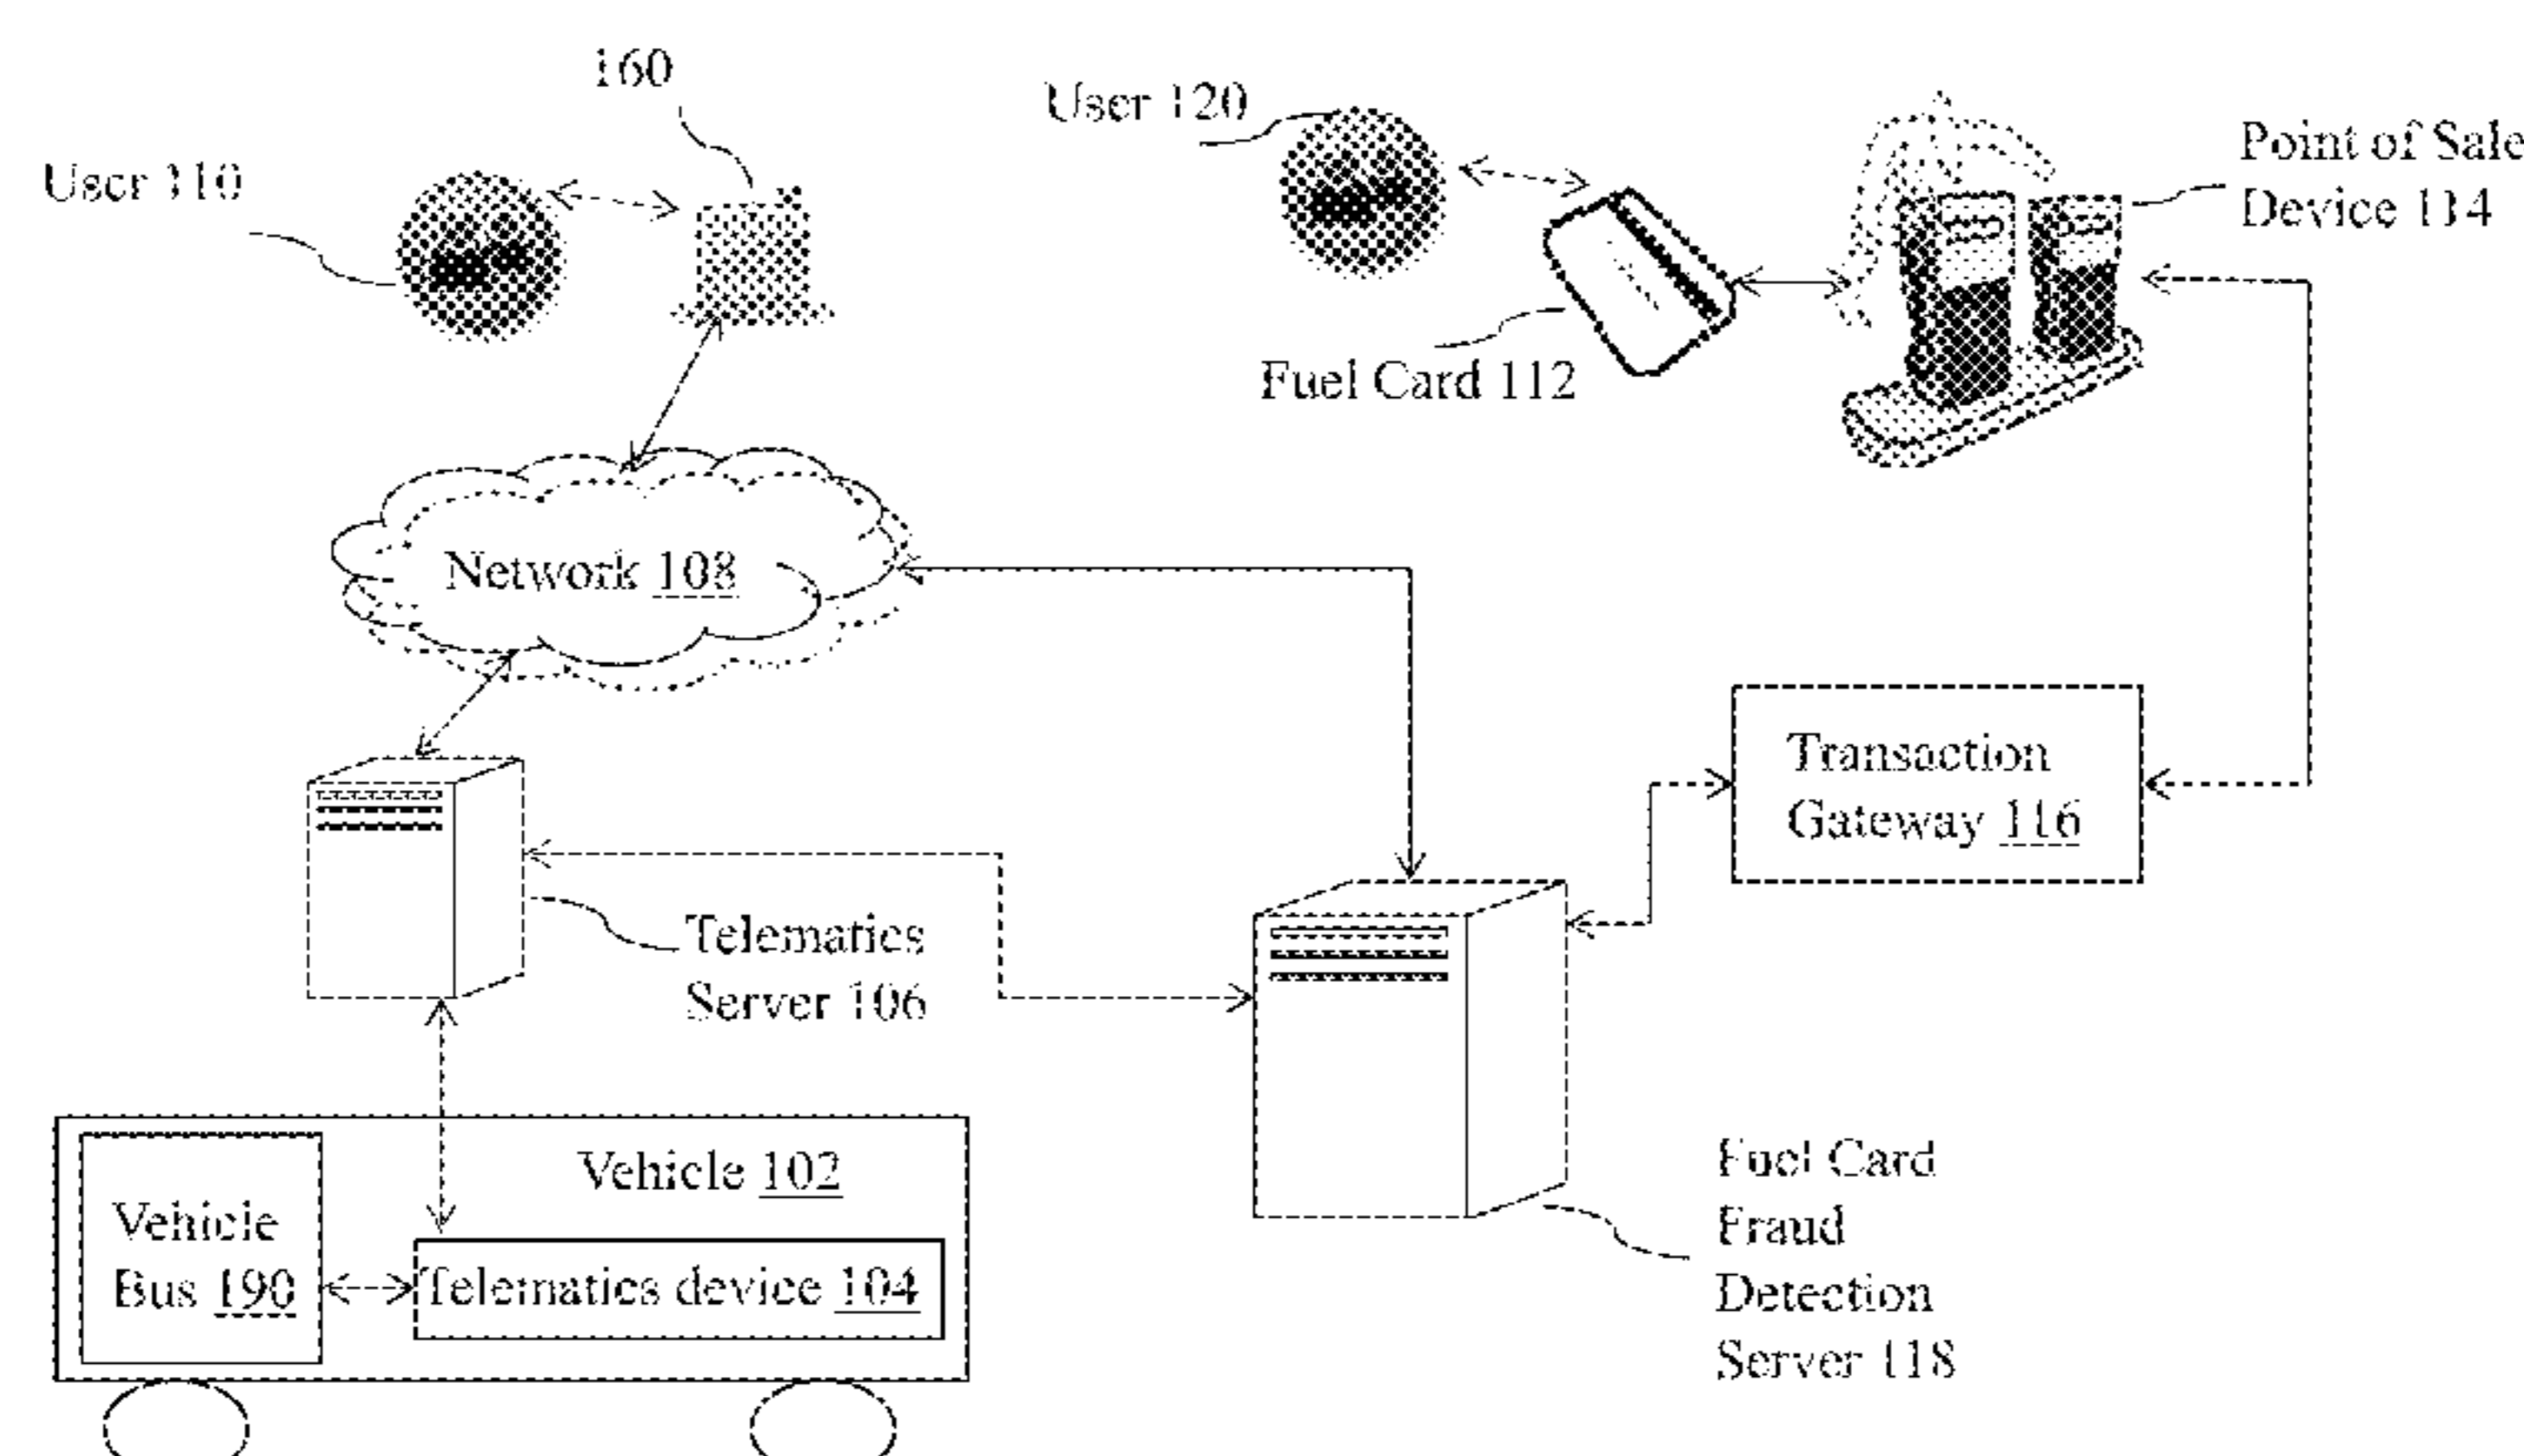 160
User 120
Point of Sale
Device 114
User 110
Fuel Card 112
Network 108
Transaction
Gateway 116
Telematics
Server 106
Vehicle 102
Vehicle
Bus 190
Telematics device 104
Fuel Card
Fraud
Detection
Server 118